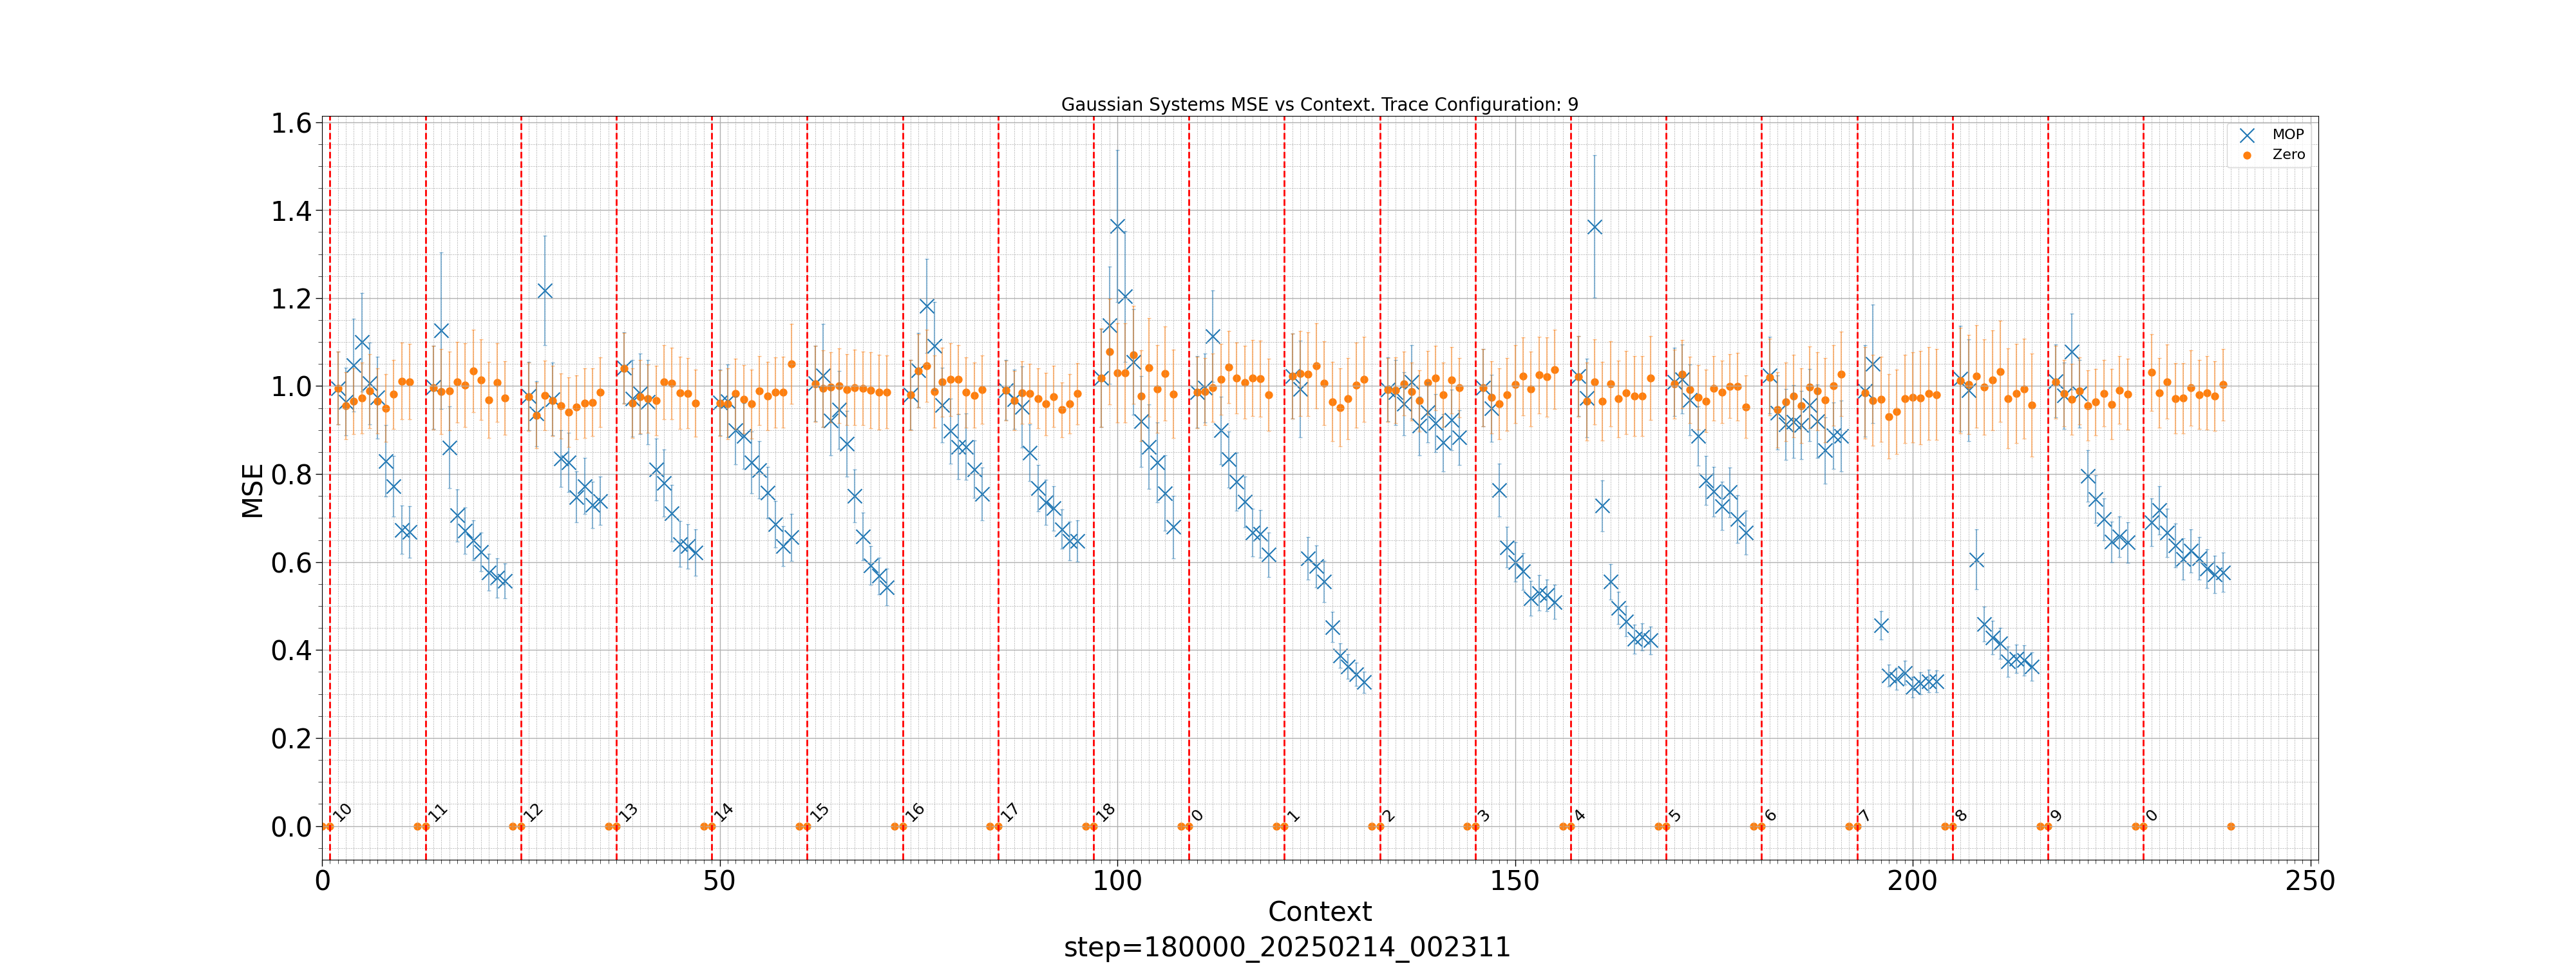 Gaussian Systems MSE vs Context. Trace Configuration: 9
MOP
Zero
MSE
1.6
1.4
1.2
1.0
0.8
0.6
0.4
0.2
0.0
10 11 12 13 14 15 16 17 18 0 1 2 3 4 5 6 7 8 9 0
0 50 100 150 200 250
Context
step=180000_20250214_002311